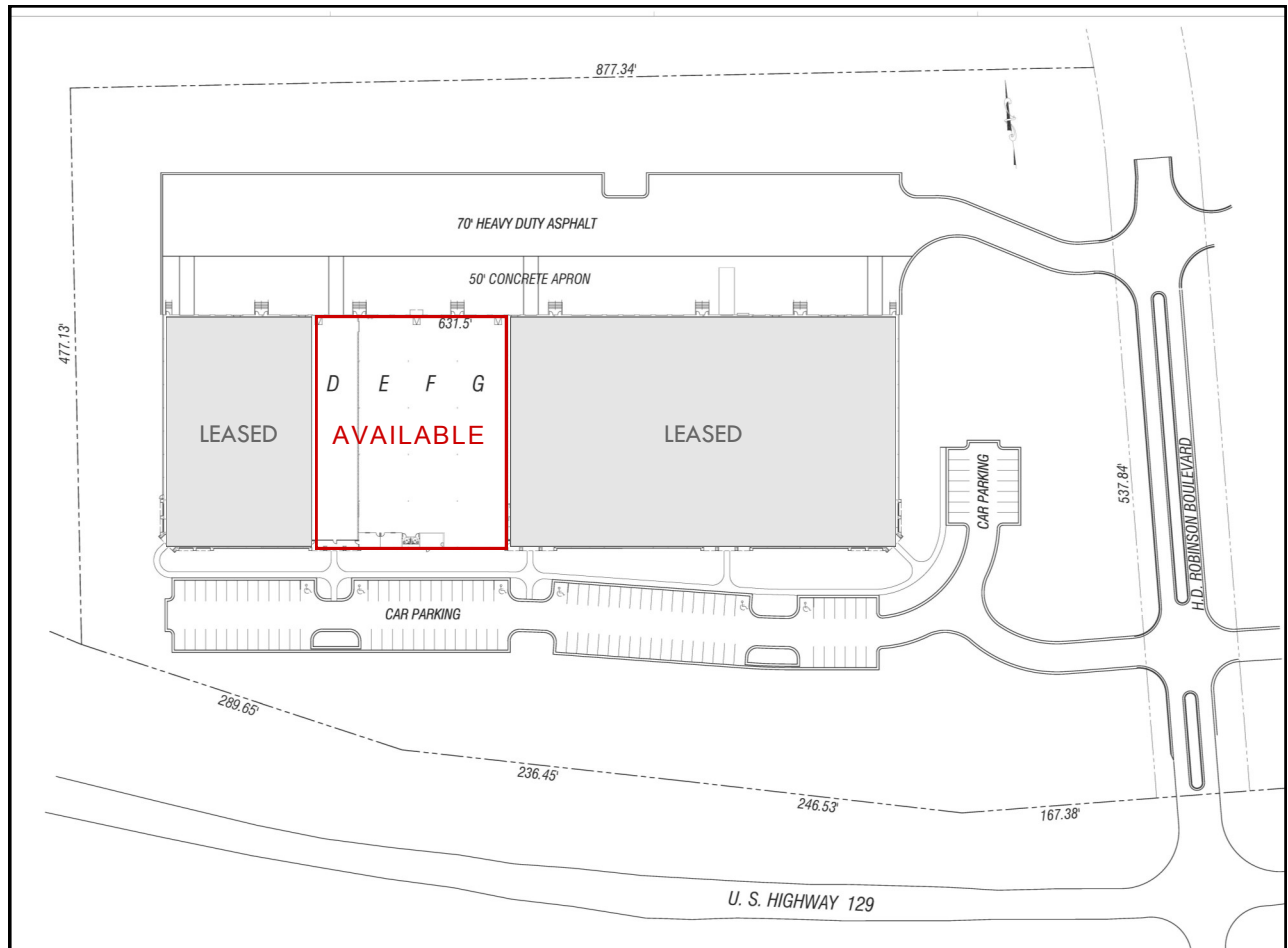 877.34'
70' HEAVY DUTY ASPHALT
50' CONCRETE APRON
477.13'
631.5'
D E F G
LEASED
AVAILABLE
LEASED
CAR PARKING
537.84'
H.D. ROBINSON BOULEVARD
CAR PARKING
289.65'
236.45'
246.53'
167.38'
U. S. HIGHWAY 129